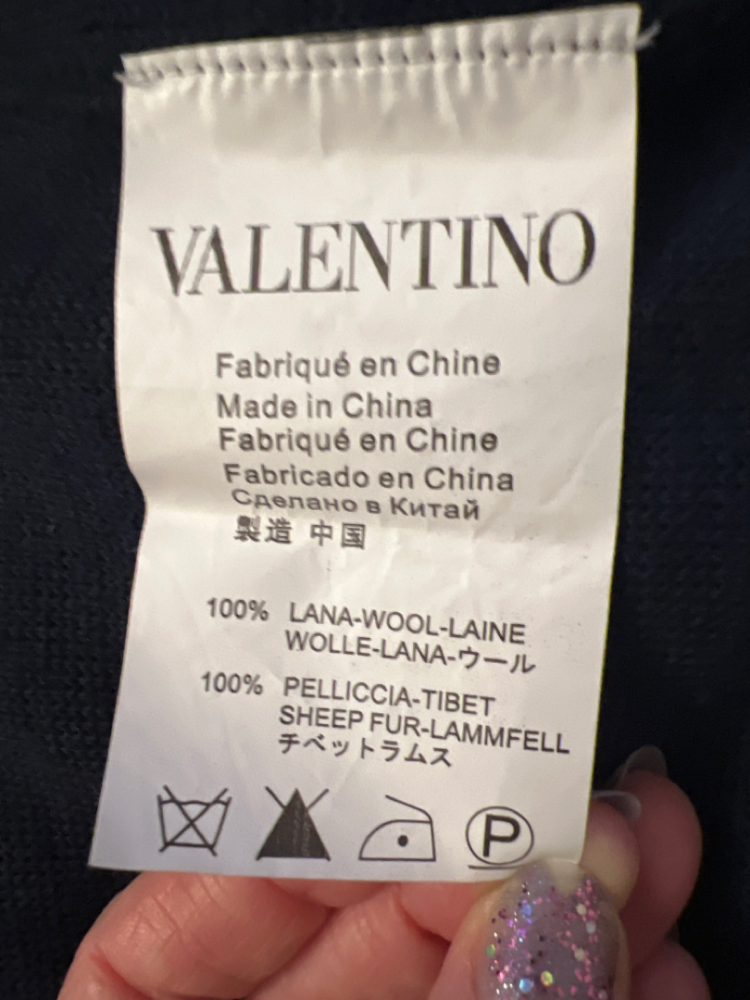 VALENTINO
Fabriqué en Chine
Made in China
Fabriqué en Chine
Fabricado en China
Сделано в Китай
製造 中国
100% LANA-WOOL-LAINE
WOLLE-LANA-ウール
100% PELLICCIA-TIBET
SHEEP FUR-LAMMFELL
チベットラムス
P